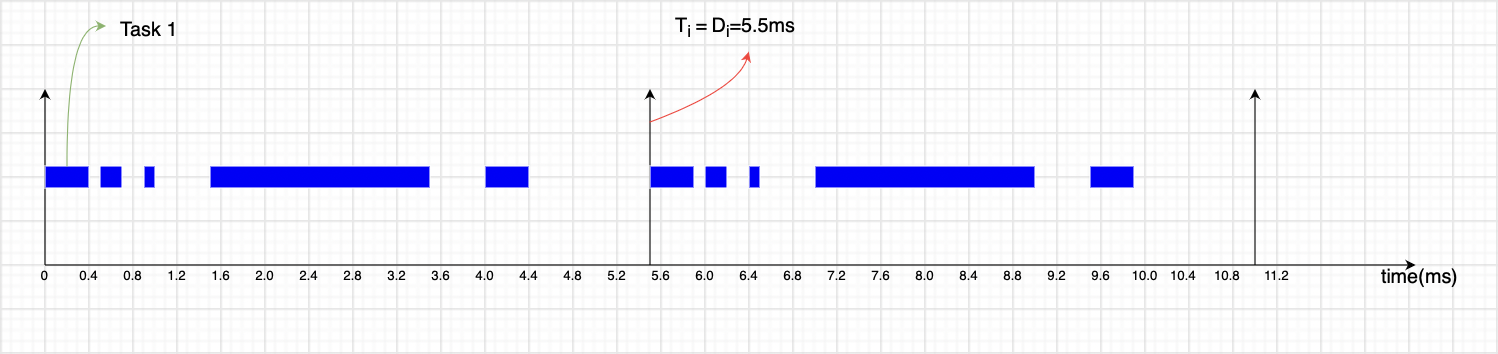 Task 1
Tᵢ = Dᵢ=5.5ms
0 0.4 0.8 1.2 1.6 2.0 2.4 2.8 3.2 3.6 4.0 4.4 4.8 5.2 5.6 6.0 6.4 6.8 7.2 7.6 8.0 8.4 8.8 9.2 9.6 10.0 10.4 10.8 11.2
time(ms)